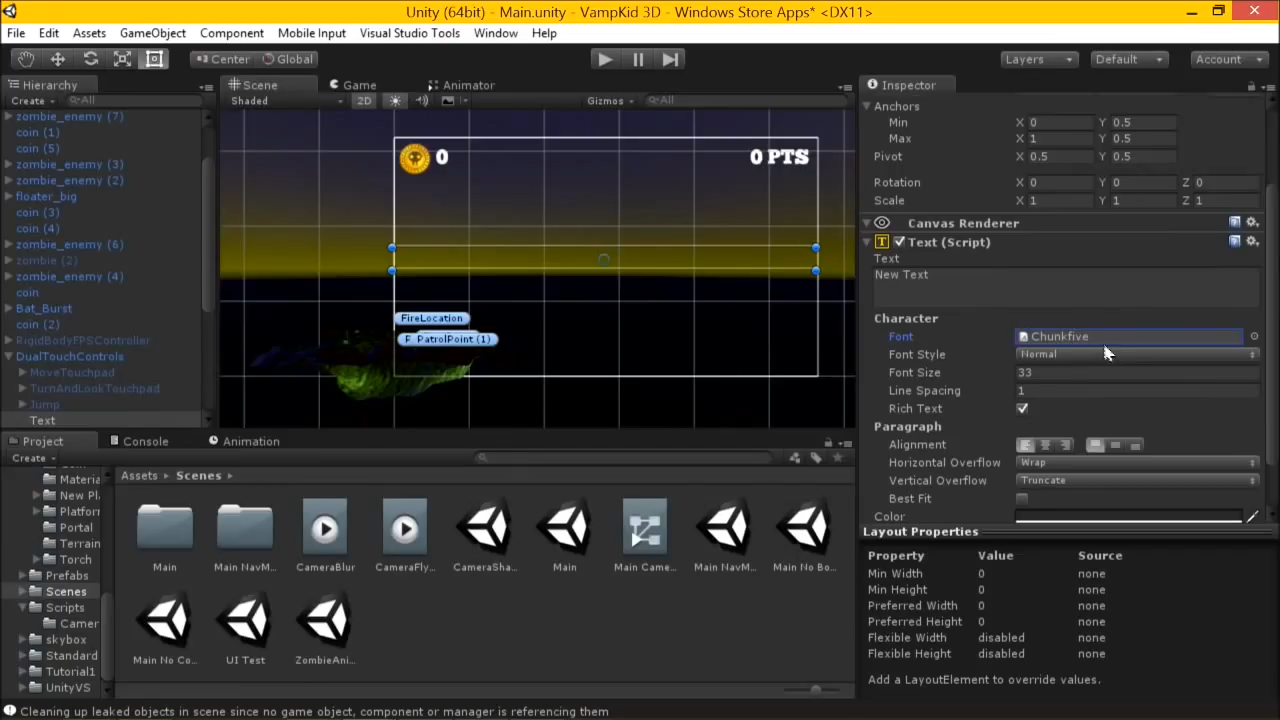 Unity (64bit) - Main.unity - VampKid 3D - Windows Store Apps* <DX11>
File Edit Assets GameObject Component Mobile Input Visual Studio Tools Window Help
Center Global Layers Default Account
Hierarchy
Create All
zombie_enemy (7)
coin (1)
coin (5)
zombie_enemy (3)
zombie_enemy (2)
floater_big
coin (3)
coin (4)
zombie_enemy (6)
zombie (2)
zombie_enemy (4)
coin
Bat_Burst
coin (2)
RigidBodyFPSController
DualTouchControls
MoveTouchpad
TurnAndLookTouchpad
Jump
Text
Scene Game Animator
Shaded 2D Gizmos All
0 0 PTS
FireLocation
F PatrolPoint (1)
Inspector
Anchors
Min X 0 Y 0.5
Max X 1 Y 0.5
Pivot X 0.5 Y 0.5
Rotation X 0 Y 0 Z 0
Scale X 1 Y 1 Z 1
Canvas Renderer
Text (Script)
Text
New Text
Character
Font Chunkfive
Font Style Normal
Font Size 33
Line Spacing 1
Rich Text
Paragraph
Alignment
Horizontal Overflow Wrap
Vertical Overflow Truncate
Best Fit
Color
Layout Properties
Property Value Source
Min Width 0 none
Min Height 0 none
Preferred Width 0 none
Preferred Height 0 none
Flexible Width disabled none
Flexible Height disabled none
Add a LayoutElement to override values.
Project Console Animation
Create
Materia
New Pl
Platforn
Portal
Terrain
Torch
Prefabs
Scenes
Scripts
Camer
skybox
Standard
Tutorial1
UnityVS
Assets Scenes
Main Main NavM... CameraBlur CameraFly... CameraSha... Main Main Came... Main NavM... Main No Bo...
Main No Co... UI Test ZombieAni...
Cleaning up leaked objects in scene since no game object, component or manager is referencing them